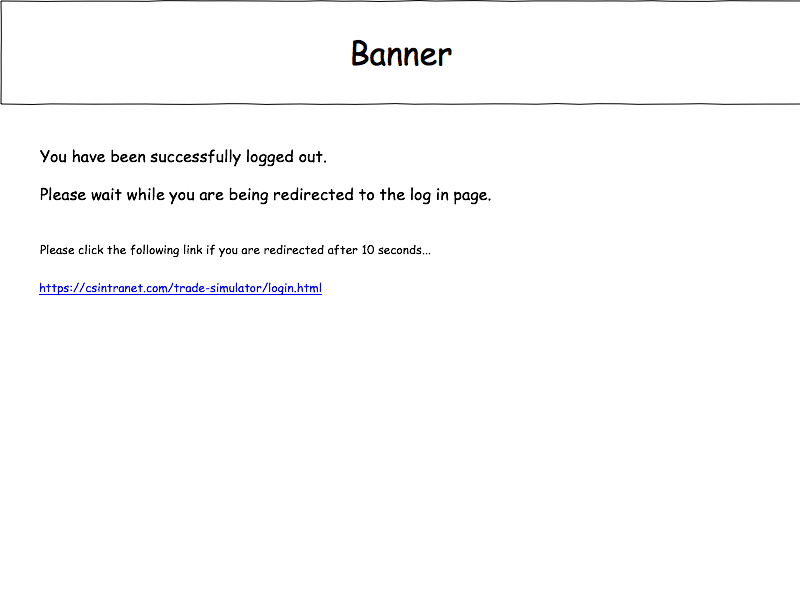 Banner
You have been successfully logged out.
Please wait while you are being redirected to the log in page.
Please click the following link if you are redirected after 10 seconds...
https://csintranet.com/trade-simulator/login.html